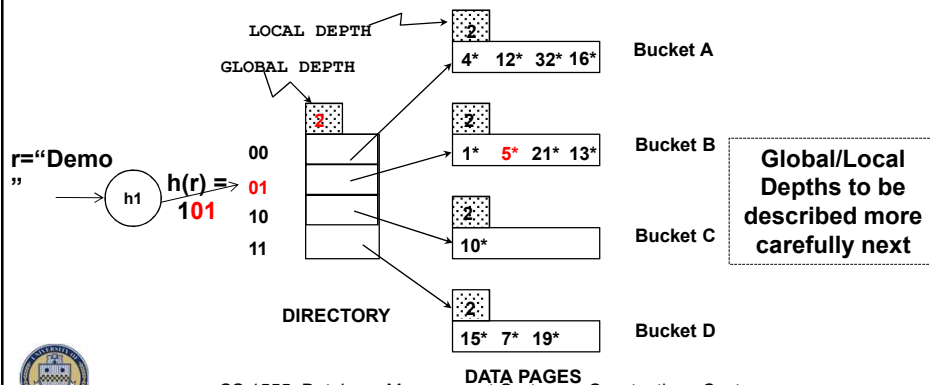 LOCAL DEPTH
2
4* 12* 32* 16*
Bucket A
GLOBAL DEPTH
2
2
1* 5* 21* 13*
Bucket B
r="Demo
"
h1
h(r) =
101
00
01
10
11
2
10*
Bucket C
Global/Local
Depths to be
described more
carefully next
DIRECTORY
2
15* 7* 19*
Bucket D
DATA PAGES